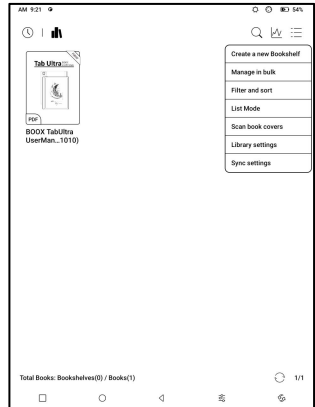 AM 9:21
54%
Create a new Bookshelf
Manage in bulk
Filter and sort
List Mode
Scan book covers
Library settings
Sync settings
Tab Ultra
PDF
BOOX TabUltra
UserMan...1010)
Total Books: Bookshelves(0) / Books(1)
1/1